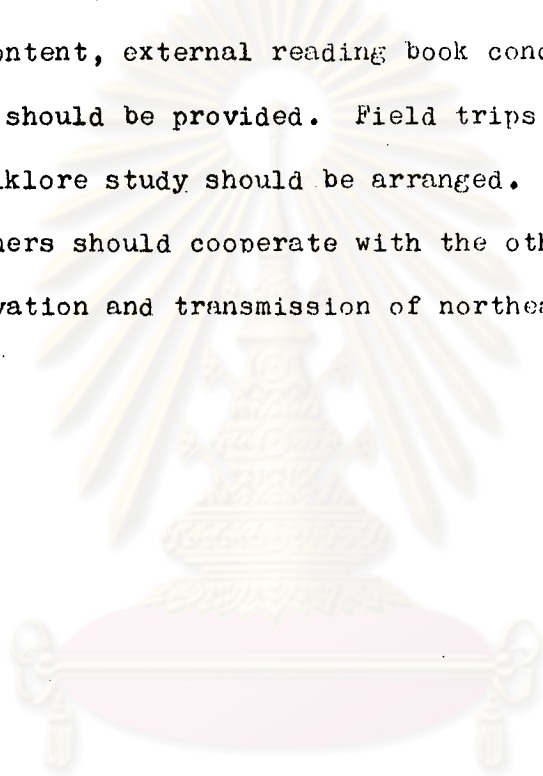 ontent, external reading book conc
should be provided. Field trips
lklore study should be arranged.
hers should cooperate with the oth
vation and transmission of northea